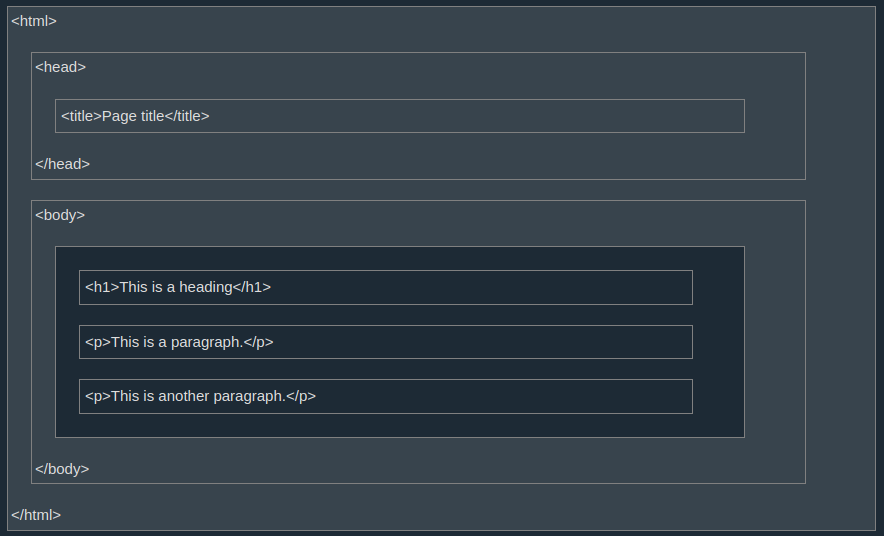 <html>
<head>
<title>Page title</title>
</head>
<body>
<h1>This is a heading</h1>
<p>This is a paragraph.</p>
<p>This is another paragraph.</p>
</body>
</html>